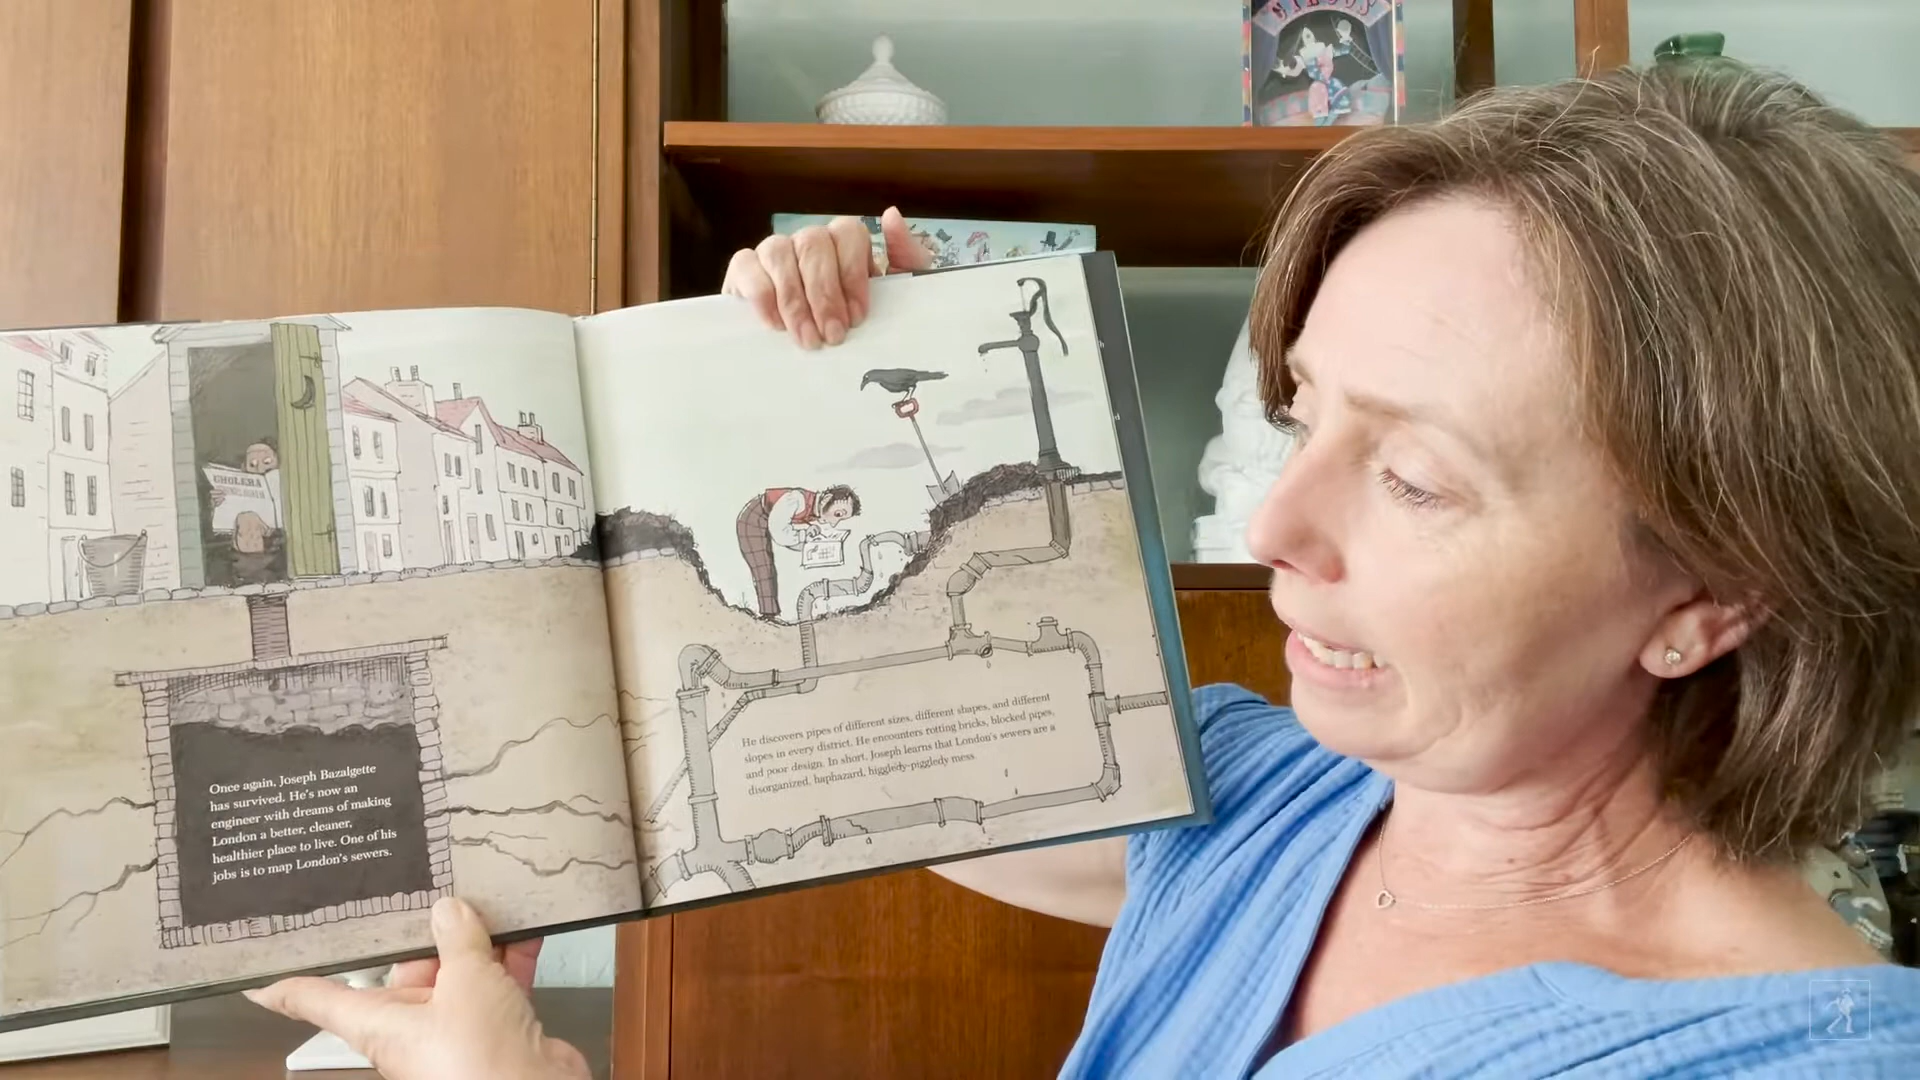 CIRCUS
CHOLERA
Once again, Joseph Bazalgette
has survived. He's now an
engineer with dreams of making
London a better, cleaner,
healthier place to live. One of his
jobs is to map London's sewers.
He discovers pipes of different sizes, different shapes, and different
slopes in every district. He encounters rotting bricks, blocked pipes,
and poor design. In short, Joseph learns that London's sewers are a
disorganized, haphazard, higgledy-piggledy mess.